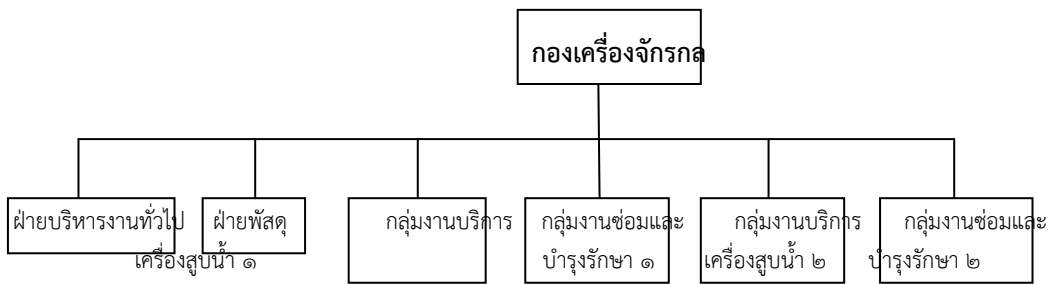 กองเครื่องจักรกล
ฝ่ายบริหารงานทั่วไป ฝ่ายพัสดุ กลุ่มงานบริการ กลุ่มงานซ่อมและ กลุ่มงานบริการ กลุ่มงานซ่อมและ
เครื่องสูบน้ำ ๑ บำรุงรักษา ๑ เครื่องสูบน้ำ ๒ บำรุงรักษา ๒